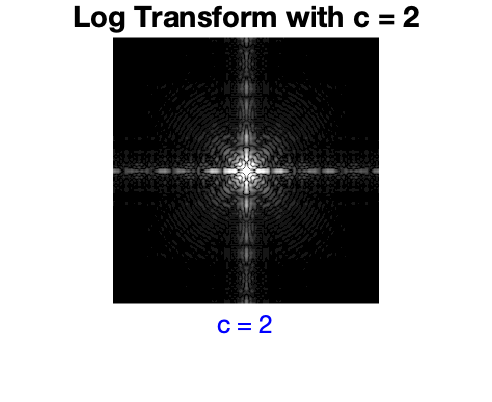 Log Transform with c = 2
c = 2